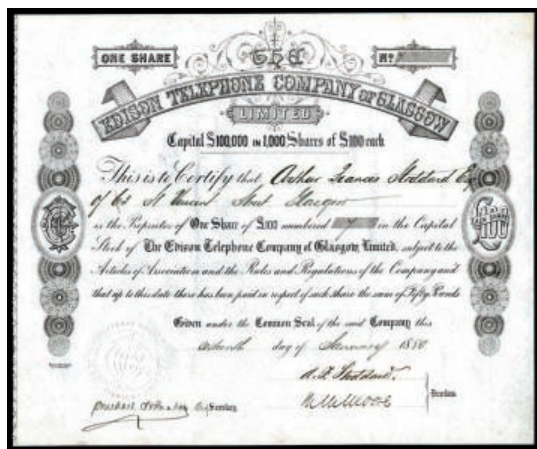 ONE SHARE
No
EDISON TELEPHONE COMPANY OF GLASGOW
LIMITED
Capital £100,000 IN 1,000 Shares of £100 each
This is to Certify that Arthur Francis Stoddard Esq
of 63 St Vincent Street Glasgow
is the Proprietor of One Share of £100 numbered 7 in the Capital
Stock of The Edison Telephone Company of Glasgow, Limited, subject to the
Articles of Association and the Rules and Regulations of the Company and
that up to this date there has been paid in respect of such share the sum of Fifty Pounds
£100
Given under the Common Seal of the said Company this
day of January 1880
A. F. Stoddard.
Secretary
Directors